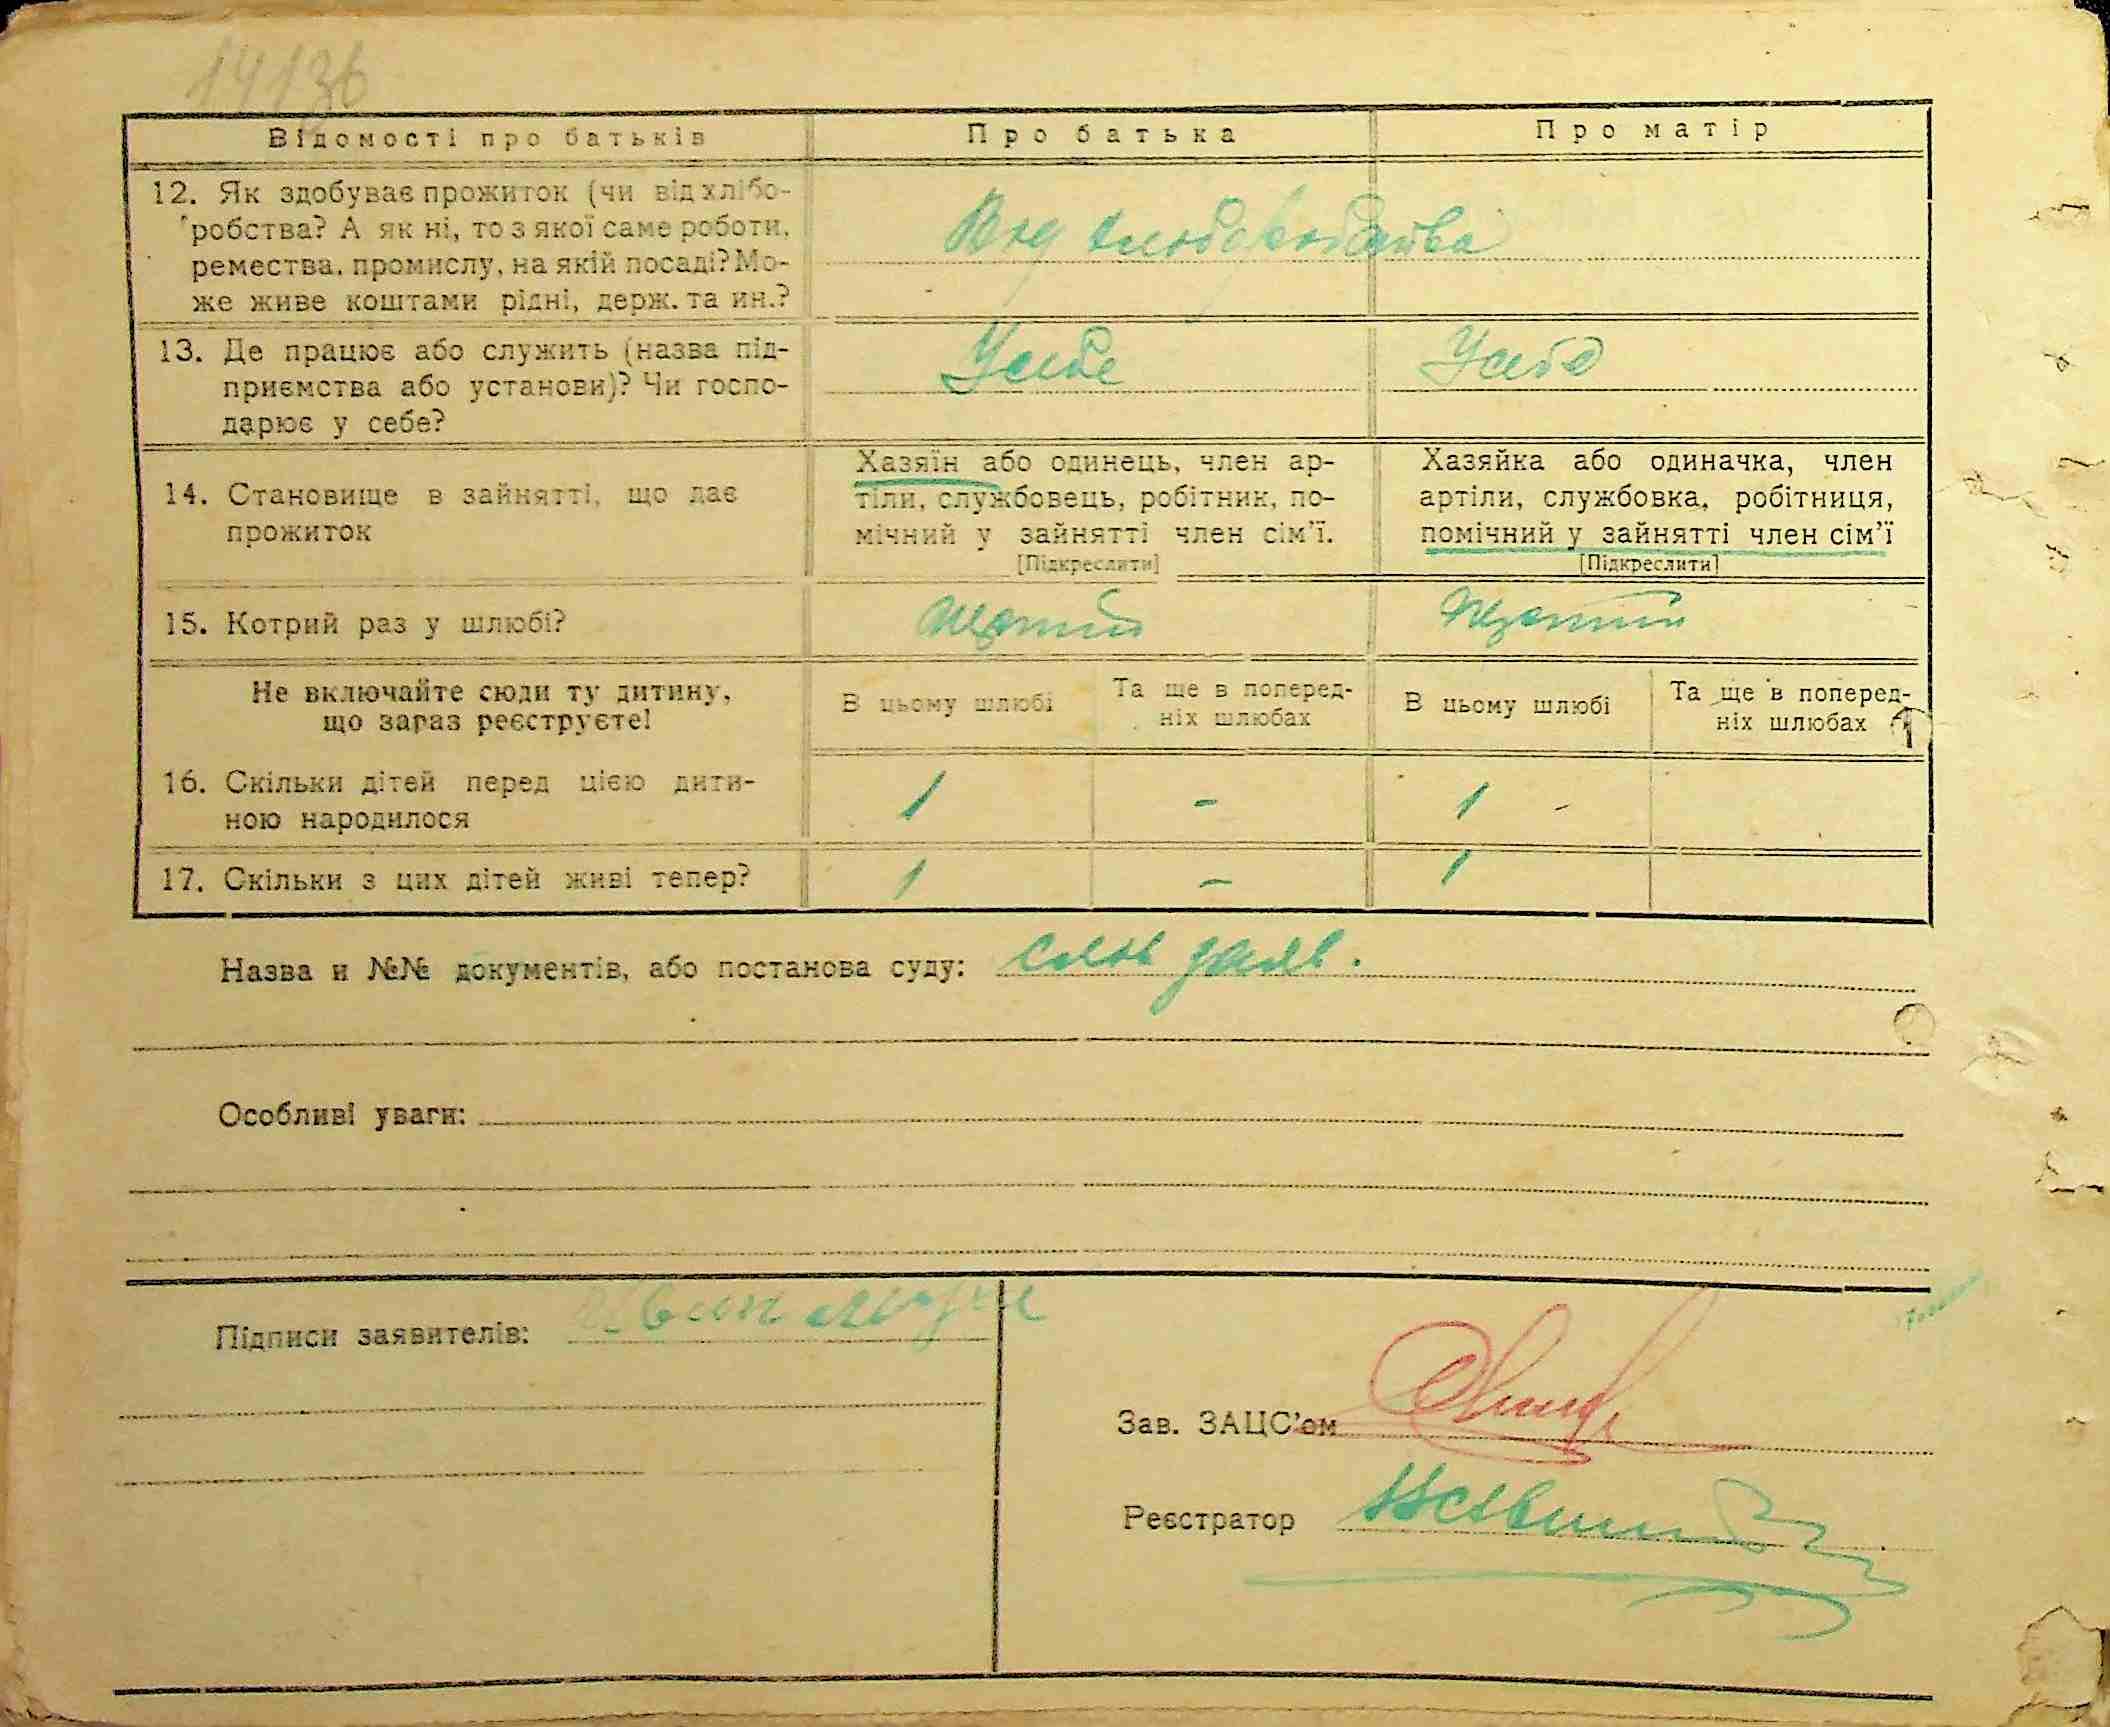 14136
Відомості про батьків
Про батька
Про матір
12. Як здобуває прожиток (чи від хлібо-
робства? А як ні, то з якої саме роботи,
ремества, промислу, на якій посаді? Мо-
же живе коштами рідні, держ. та ин.?
Від хліборобства
13. Де працює або служить (назва під-
приємства або установи)? Чи госпо-
дарює у себе?
У себе
У себе
14. Становище в зайнятті, що дає
прожиток
Хазяїн або одинець, член ар-
тіли, службовець, робітник, по-
мічний у зайнятті член сім’ї.
[Підкреслити]
Хазяйка або одиначка, член
артіли, службовка, робітниця,
помічний у зайнятті член сім’ї
[Підкреслити]
15. Котрий раз у шлюбі?
Не включайте сюди ту дитину,
що зараз реєструєте!
В цьому шлюбі
Та ще в поперед-
ніх шлюбах
В цьому шлюбі
Та ще в поперед-
ніх шлюбах
16. Скільки дітей перед цією дити-
ною народилося
1 - 1 -
17. Скільки з цих дітей живі тепер?
1 - 1
Назва и №№ документів, або постанова суду: слов заяв.
Особливі уваги:
Підписи заявителів:
Зав. ЗАЦС’ом
Реєстратор